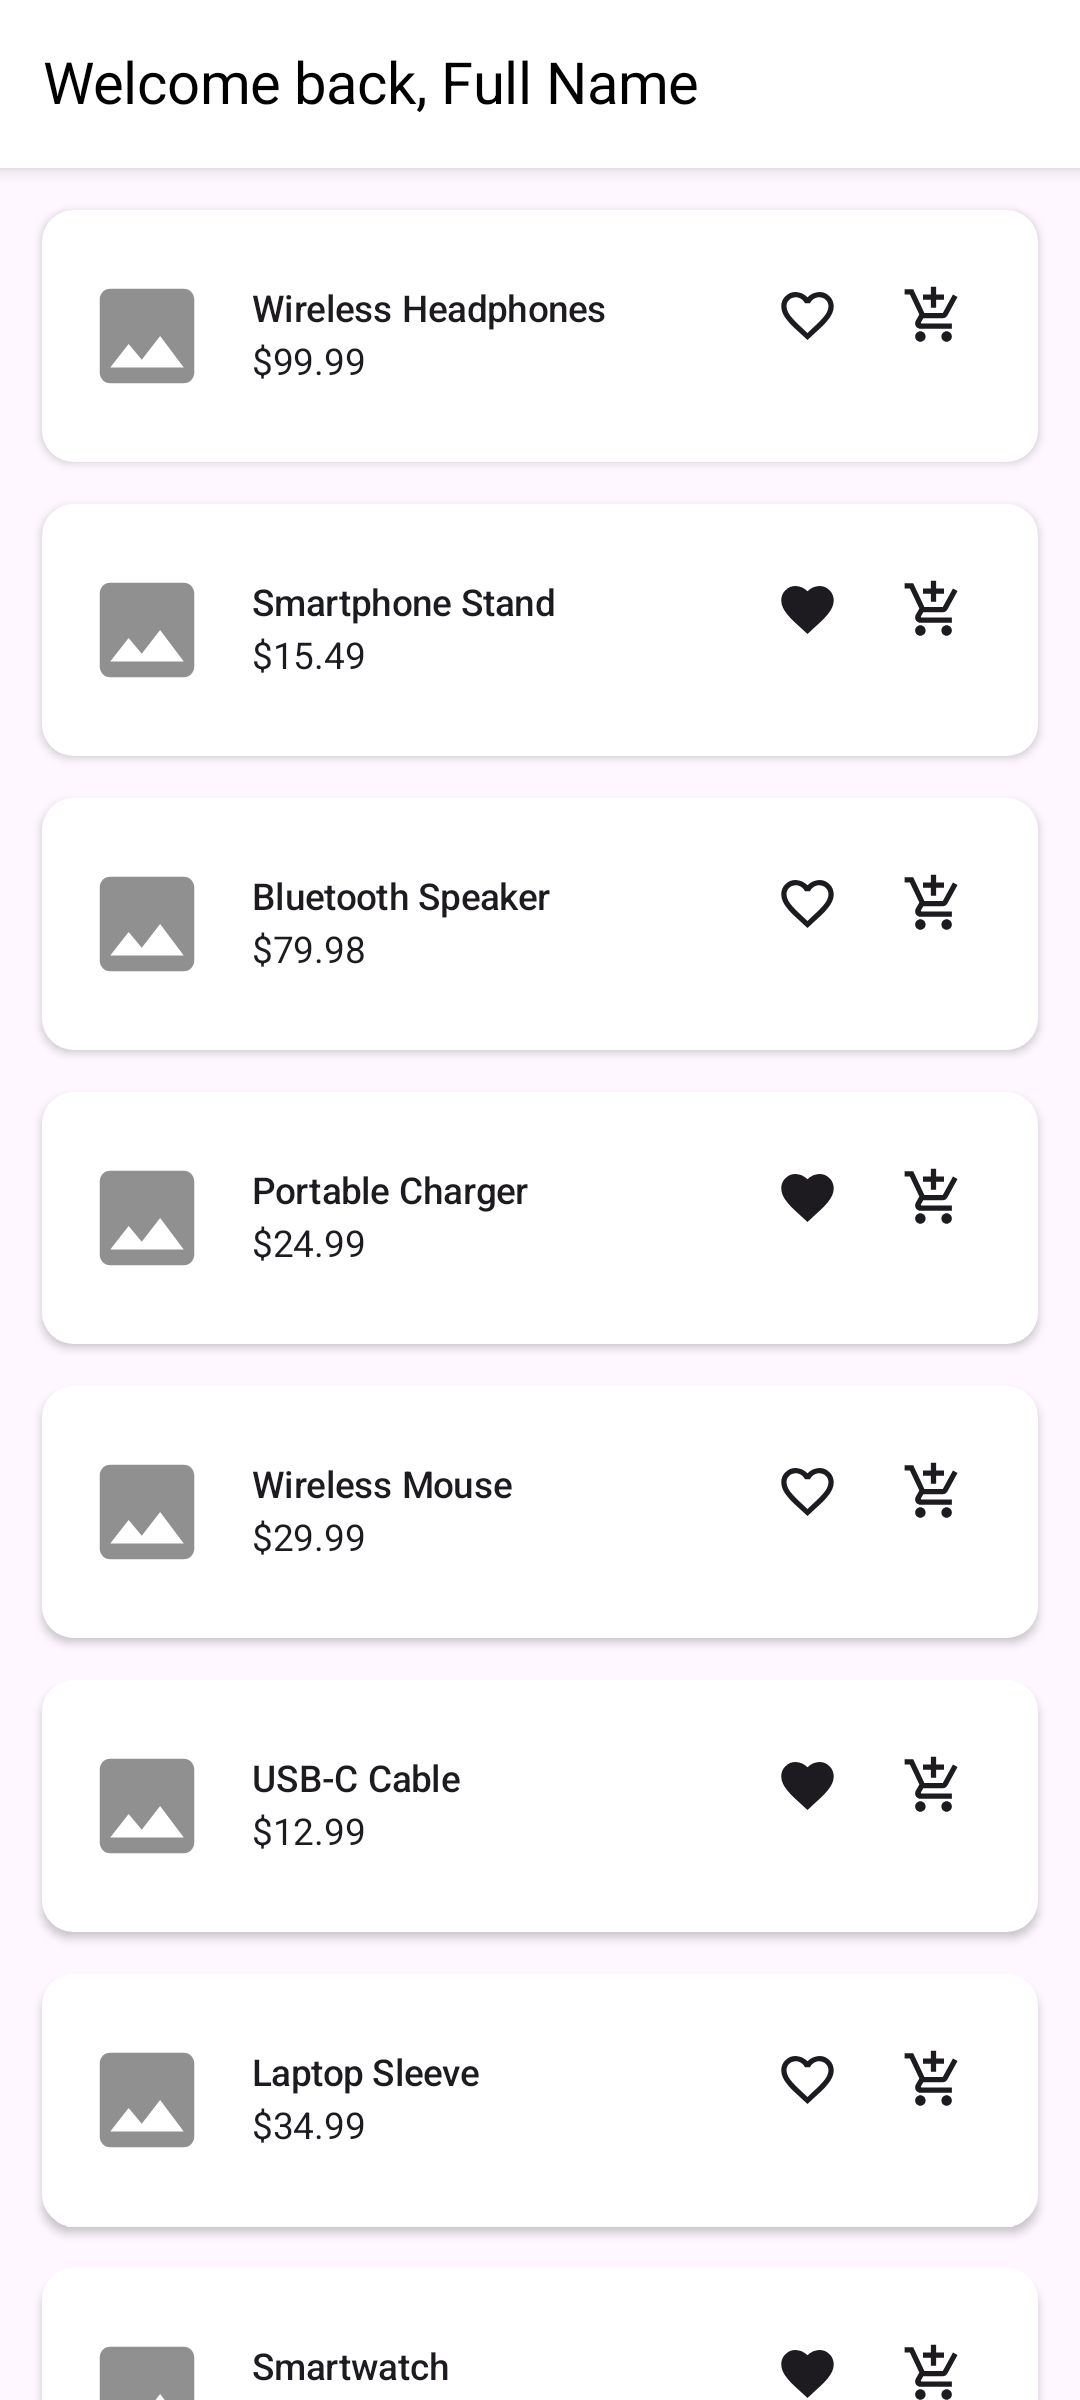 Welcome back, Full Name
Wireless Headphones
$99.99
Smartphone Stand
$15.49
Bluetooth Speaker
$79.98
Portable Charger
$24.99
Wireless Mouse
$29.99
USB-C Cable
$12.99
Laptop Sleeve
$34.99
Smartwatch